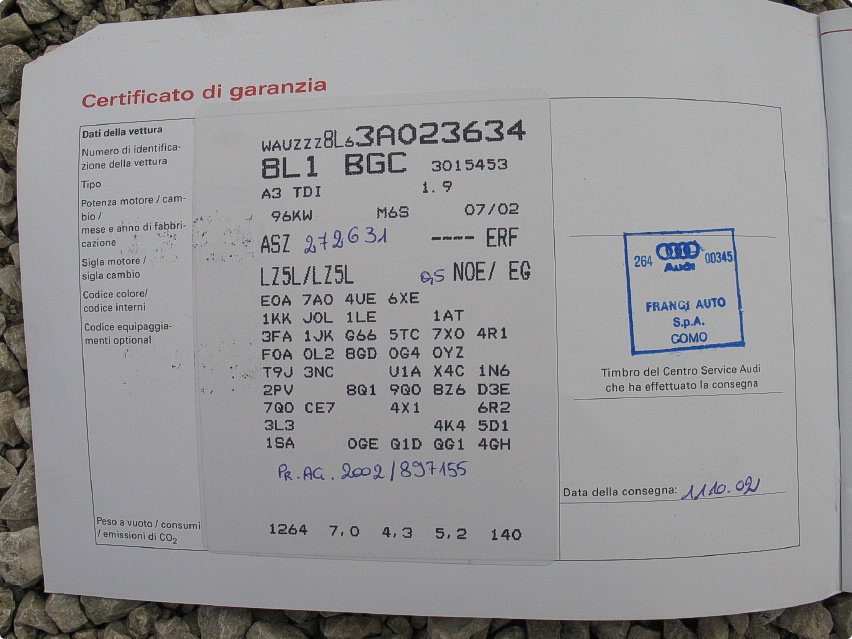 Certificato di garanzia
Dati della vettura
Numero di identifica-
zione della vettura
Tipo
Potenza motore / cam-
bio /
mese e anno di fabbri-
cazione
Sigla motore /
sigla cambio
Codice colore/
codice interni
Codice equipaggia-
menti optional
Peso a vuoto / consumi
/ emissioni di CO2
WAUZZZ8L63A023634
8L1 BGC 3015453
A3 TDI 1.9
96KW M6S 07/02
ASZ 272631 ---- ERF
LZ5L/LZ5L 0,5 NOE/ EG
E0A 7A0 4UE 6XE
1KK J0L 1LE 1AT
3FA 1JK G66 5TC 7X0 4R1
F0A 0L2 8GD 0G4 0YZ
T9J 3NC U1A X4C 1N6
2PV 8Q1 9Q0 BZ6 D3E
7Q0 CE7 4X1 6R2
3L3 4K4 5D1
1SA 0GE Q1D QG1 4GH
PR. AG. 2002/897155
1264 7,0 4,3 5,2 140
264 Audi 00345
FRANGI AUTO
S.p.A.
COMO
Timbro del Centro Service Audi
che ha effettuato la consegna
Data della consegna: 11.10.02